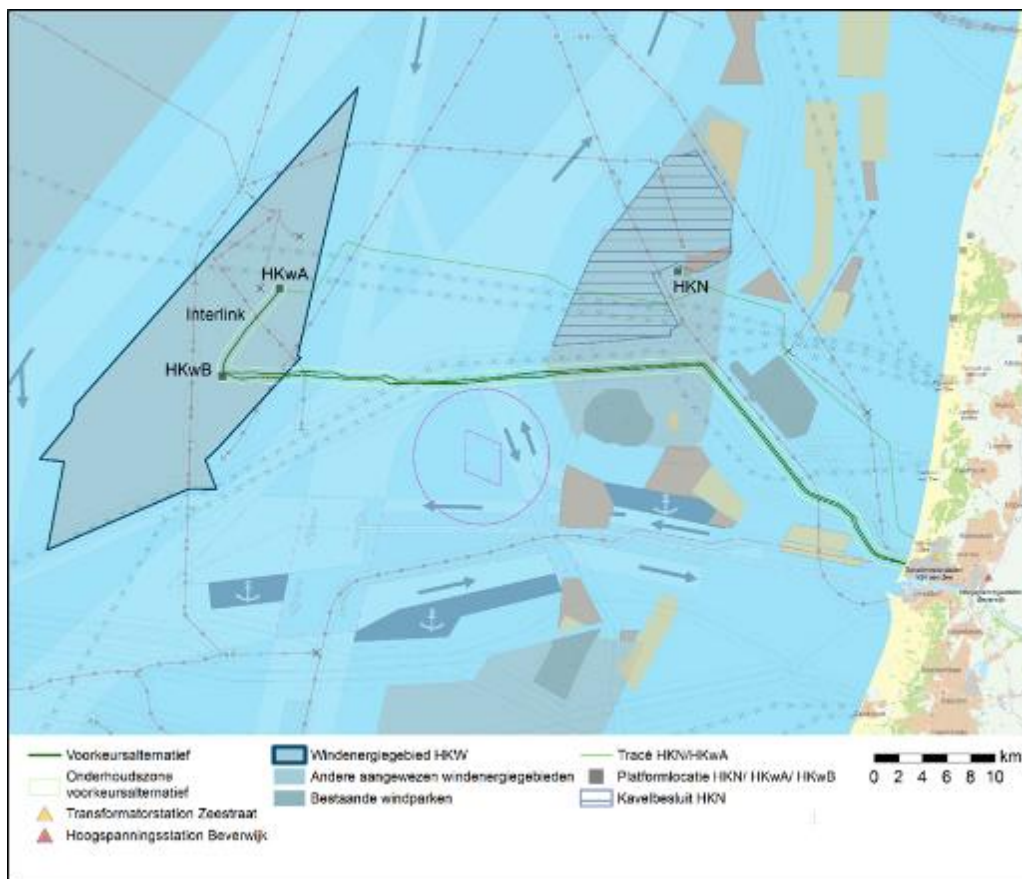 HKwA
Interlink
HKwB
HKN
Voorkeursalternatief
Onderhoudszone
voorkeursalternatief
Transformatorstation Zeestraat
Hoogspanningsstation Beverwijk
Windenergiegebied HKW
Andere aangewezen windenergiegebieden
Bestaande windparken
Tracé HKN/HKwA
Platformlocatie HKN/ HKwA/ HKwB
Kavelbesluit HKN
km
0 2 4 6 8 10